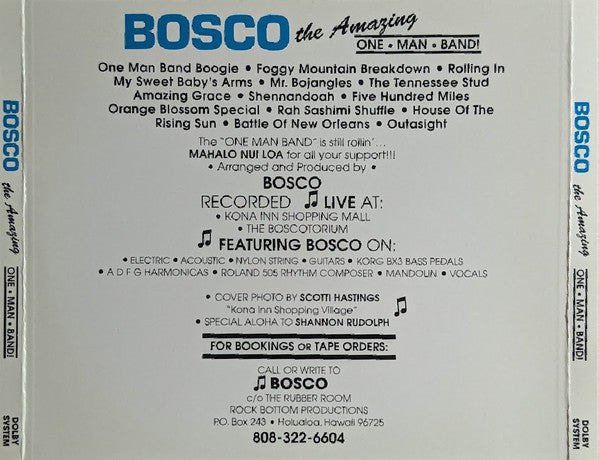 BOSCO the Amazing
ONE • MAN • BAND!
One Man Band Boogie • Foggy Mountain Breakdown • Rolling In
My Sweet Baby's Arms • Mr. Bojangles • The Tennessee Stud
Amazing Grace • Shennandoah • Five Hundred Miles
Orange Blossom Special • Rah Sashimi Shuffle • House Of The
Rising Sun • Battle Of New Orleans • Outasight
The "ONE MAN BAND" is still rollin'...
MAHALO NUI LOA for all your support!!!
• Arranged and Produced by •
BOSCO
RECORDED LIVE AT:
• KONA INN SHOPPING MALL
• THE BOSCOTORIUM
FEATURING BOSCO ON:
• ELECTRIC • ACOUSTIC • NYLON STRING • GUITARS • KORG BX3 BASS PEDALS
• A D F G HARMONICAS • ROLAND 505 RHYTHM COMPOSER • MANDOLIN • VOCALS
• COVER PHOTO BY SCOTTI HASTINGS
"Kona Inn Shopping Village"
• SPECIAL ALOHA TO SHANNON RUDOLPH
FOR BOOKINGS OR TAPE ORDERS:
CALL OR WRITE TO
BOSCO
c/o THE RUBBER ROOM
ROCK BOTTOM PRODUCTIONS
P.O. Box 243 • Holualoa, Hawaii 96725
808-322-6604
BOSCO the Amazing ONE • MAN • BAND! DOLBY SYSTEM
BOSCO the Amazing ONE • MAN • BAND! DOLBY SYSTEM